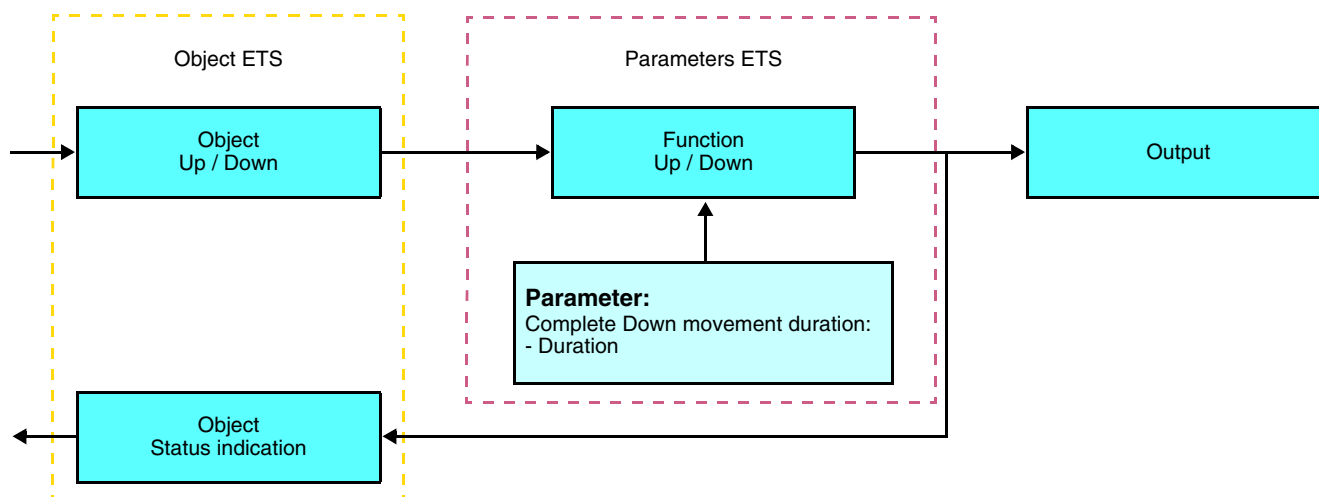 Object ETS
Parameters ETS
Object
Up / Down
Function
Up / Down
Output
Parameter:
Complete Down movement duration:
- Duration
Object
Status indication